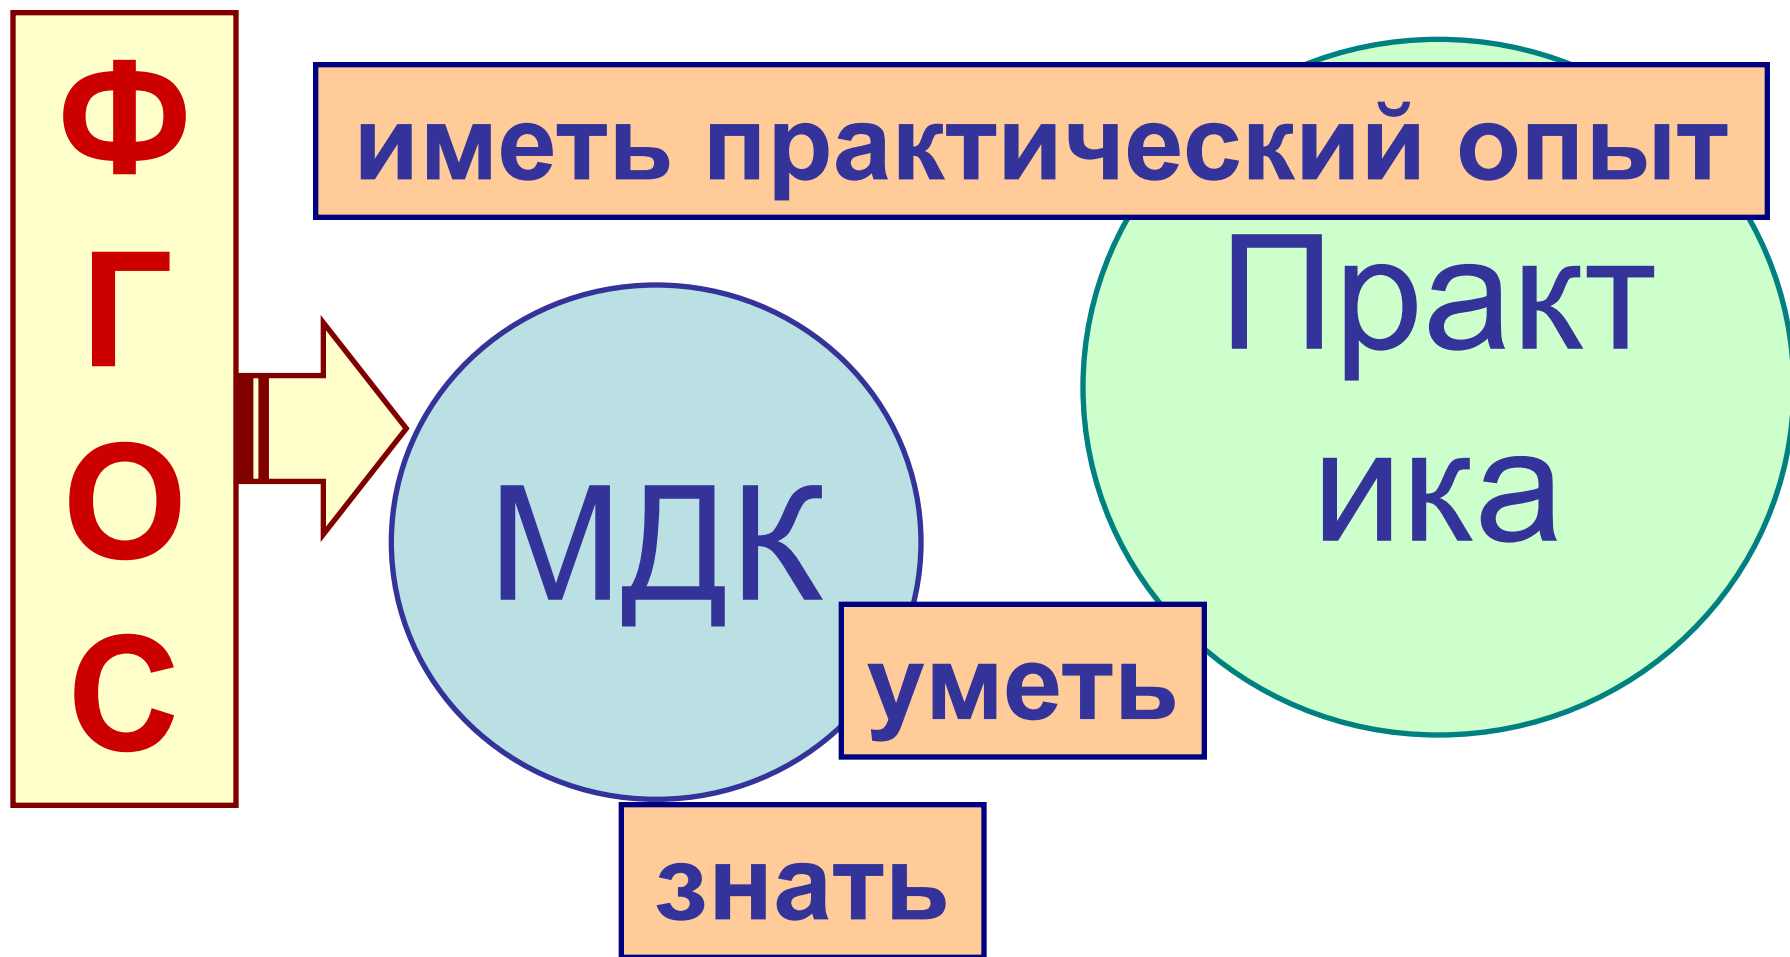 Ф
Г
О
С
иметь практический опыт
Практ
ика
МДК
уметь
знать